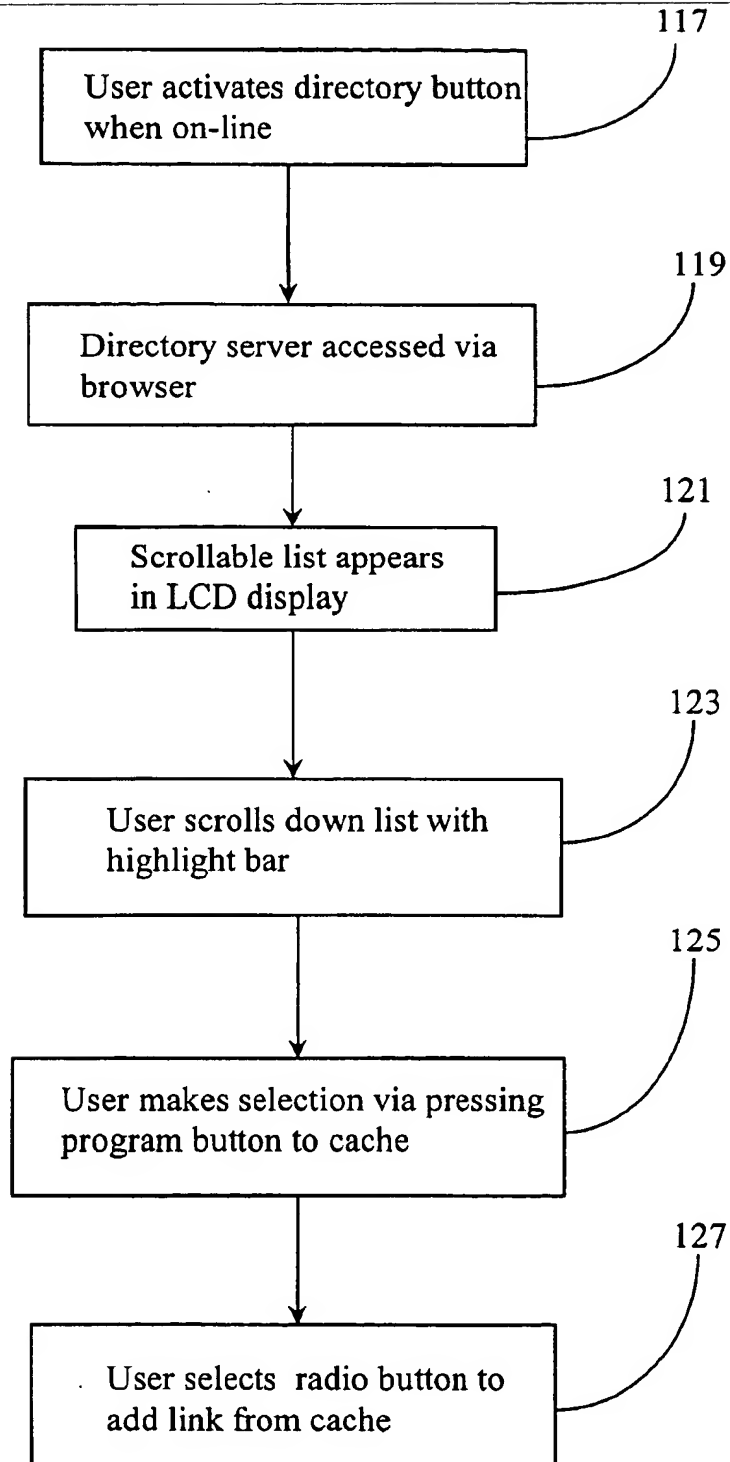 117
User activates directory button
when on-line
119
Directory server accessed via
browser
121
Scrollable list appears
in LCD display
123
User scrolls down list with
highlight bar
125
User makes selection via pressing
program button to cache
127
User selects radio button to
add link from cache